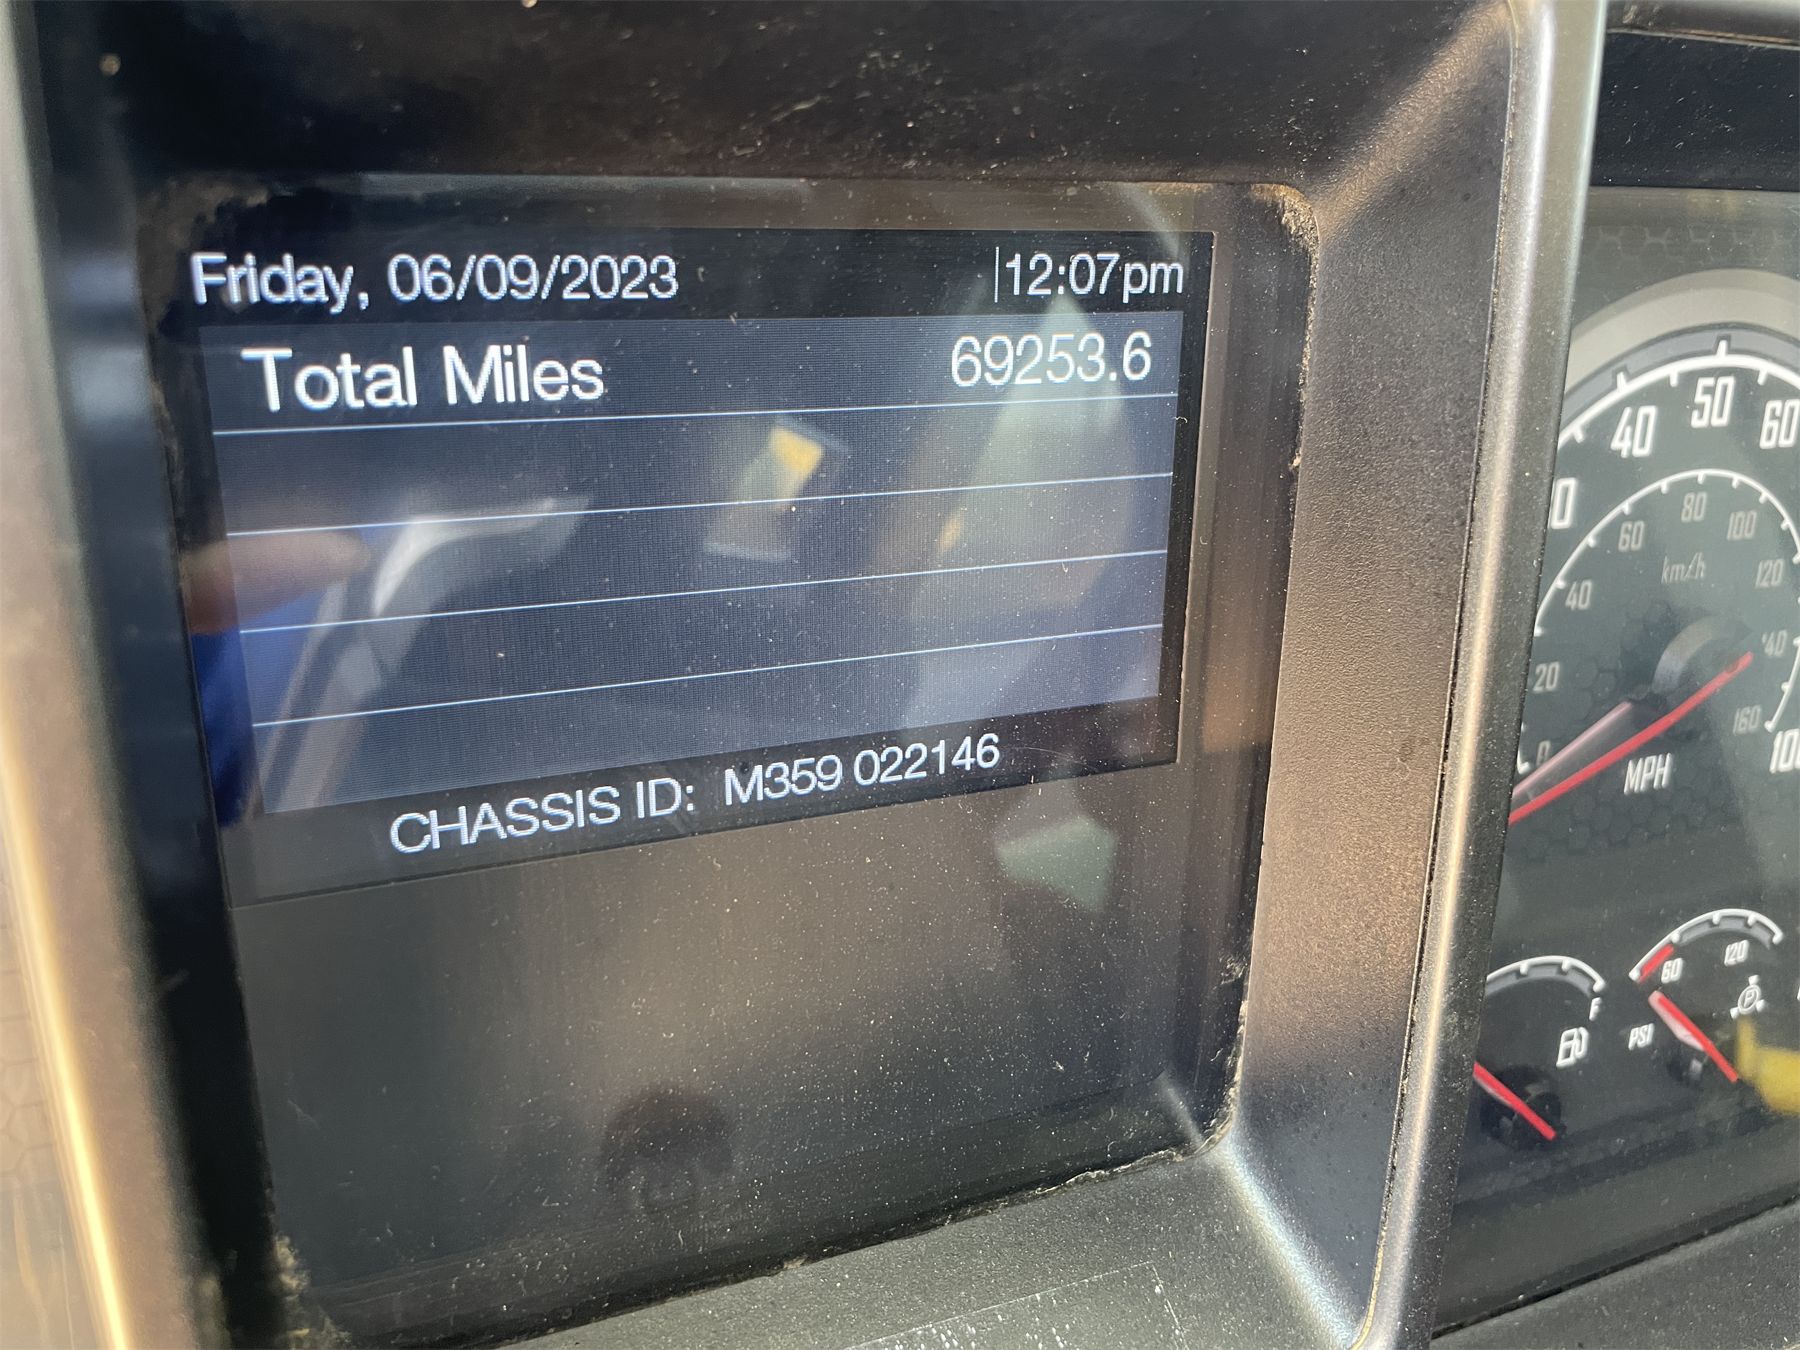 Friday, 06/09/2023 12:07pm
Total Miles 69253.6
CHASSIS ID: M359 022146
40 50 60
20 40 60 80 100 120 140 160
km/h
0
MPH
100
F
PSI
60 120
P